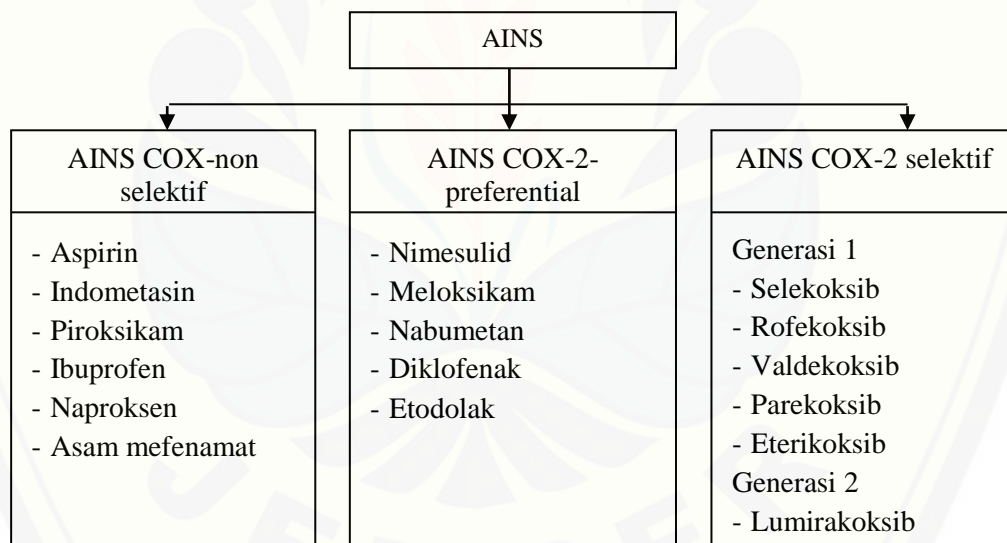 AINS
AINS COX-non
selektif
- Aspirin
- Indometasin
- Piroksikam
- Ibuprofen
- Naproksen
- Asam mefenamat
AINS COX-2-
preferential
- Nimesulid
- Meloksikam
- Nabumetan
- Diklofenak
- Etodolak
AINS COX-2 selektif
Generasi 1
- Selekoksib
- Rofekoksib
- Valdekoksib
- Parekoksib
- Eterikoksib
Generasi 2
- Lumirakoksib